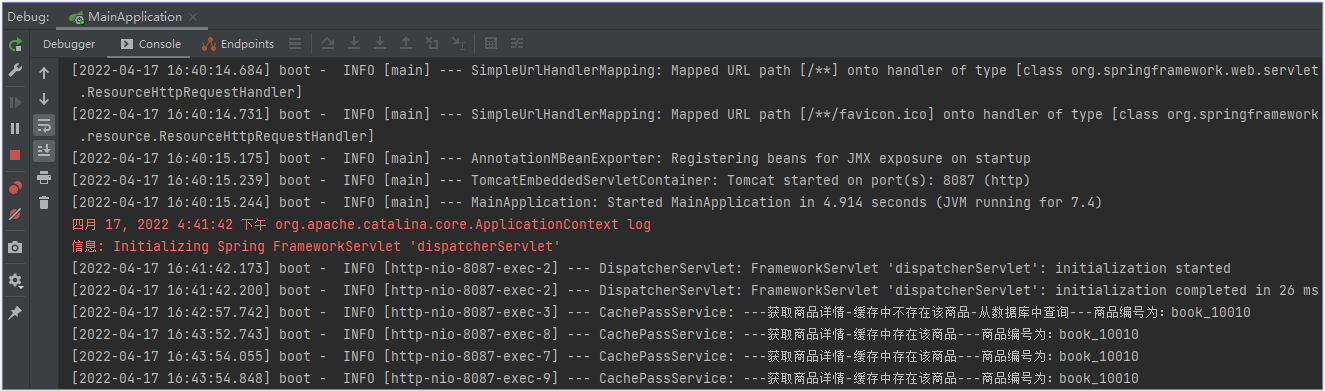 Debug: MainApplication
Debugger Console Endpoints
[2022-04-17 16:40:14.684] boot -  INFO [main] --- SimpleUrlHandlerMapping: Mapped URL path [/**] onto handler of type [class org.springframework.web.servlet
.ResourceHttpRequestHandler]
[2022-04-17 16:40:14.731] boot -  INFO [main] --- SimpleUrlHandlerMapping: Mapped URL path [/**/favicon.ico] onto handler of type [class org.springframework
.resource.ResourceHttpRequestHandler]
[2022-04-17 16:40:15.175] boot -  INFO [main] --- AnnotationMBeanExporter: Registering beans for JMX exposure on startup
[2022-04-17 16:40:15.239] boot -  INFO [main] --- TomcatEmbeddedServletContainer: Tomcat started on port(s): 8087 (http)
[2022-04-17 16:40:15.244] boot -  INFO [main] --- MainApplication: Started MainApplication in 4.914 seconds (JVM running for 7.4)
四月 17, 2022 4:41:42 下午 org.apache.catalina.core.ApplicationContext log
信息: Initializing Spring FrameworkServlet 'dispatcherServlet'
[2022-04-17 16:41:42.173] boot -  INFO [http-nio-8087-exec-2] --- DispatcherServlet: FrameworkServlet 'dispatcherServlet': initialization started
[2022-04-17 16:41:42.200] boot -  INFO [http-nio-8087-exec-2] --- DispatcherServlet: FrameworkServlet 'dispatcherServlet': initialization completed in 26 ms
[2022-04-17 16:42:57.742] boot -  INFO [http-nio-8087-exec-3] --- CachePassService: ---获取商品详情-缓存中不存在该商品-从数据库中查询---商品编号为：book_10010
[2022-04-17 16:43:52.743] boot -  INFO [http-nio-8087-exec-8] --- CachePassService: ---获取商品详情-缓存中存在该商品---商品编号为：book_10010
[2022-04-17 16:43:54.055] boot -  INFO [http-nio-8087-exec-7] --- CachePassService: ---获取商品详情-缓存中存在该商品---商品编号为：book_10010
[2022-04-17 16:43:54.848] boot -  INFO [http-nio-8087-exec-9] --- CachePassService: ---获取商品详情-缓存中存在该商品---商品编号为：book_10010